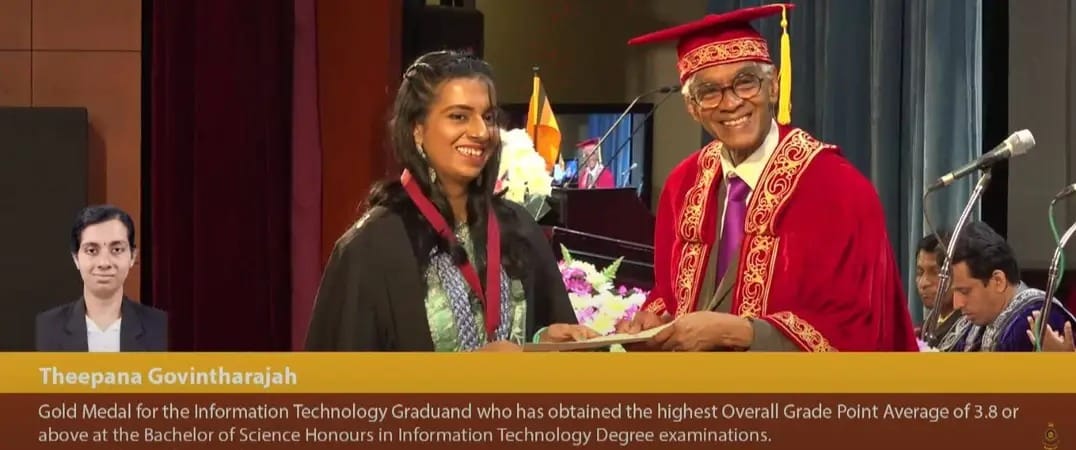 Theepana Govintharajah
Gold Medal for the Information Technology Graduand who has obtained the highest Overall Grade Point Average of 3.8 or
above at the Bachelor of Science Honours in Information Technology Degree examinations.